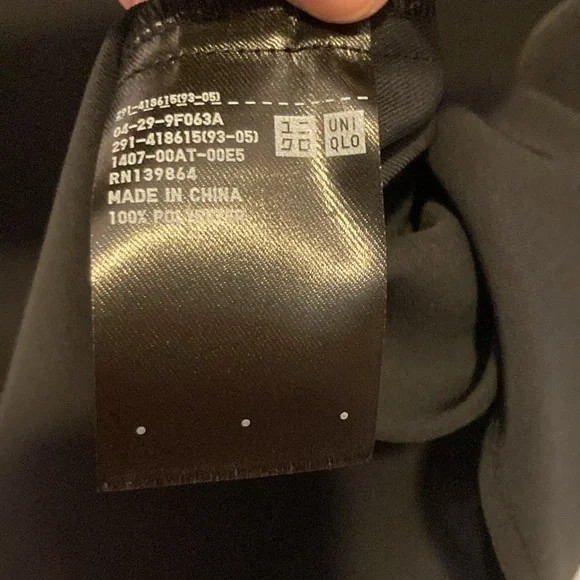 291-418615(93-05)
04-29-9F063A
291-418615(93-05)
1407-00AT-00E5
RN139864
MADE IN CHINA
100% POLYESTER
ユニ
クロ
UNI
QLO